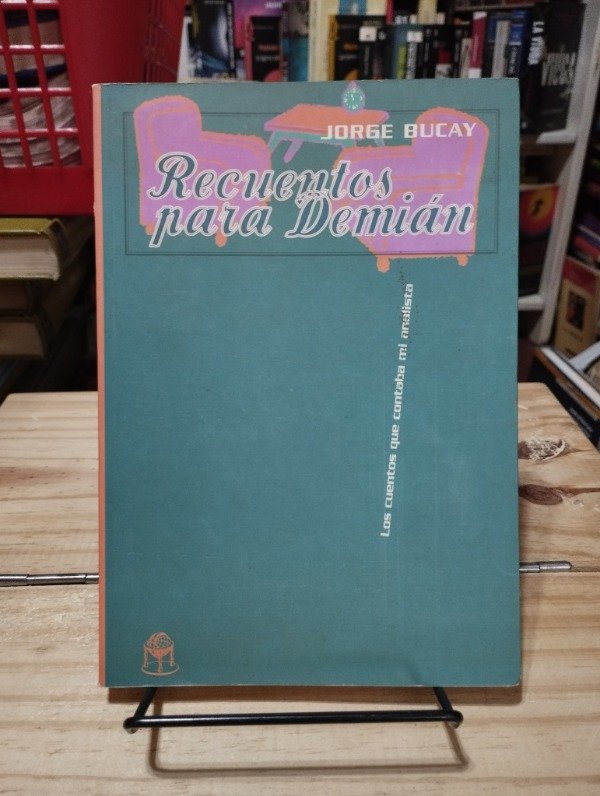 JORGE BUCAY
Recuentos
para Demián
Los cuentos que contaba mi analista